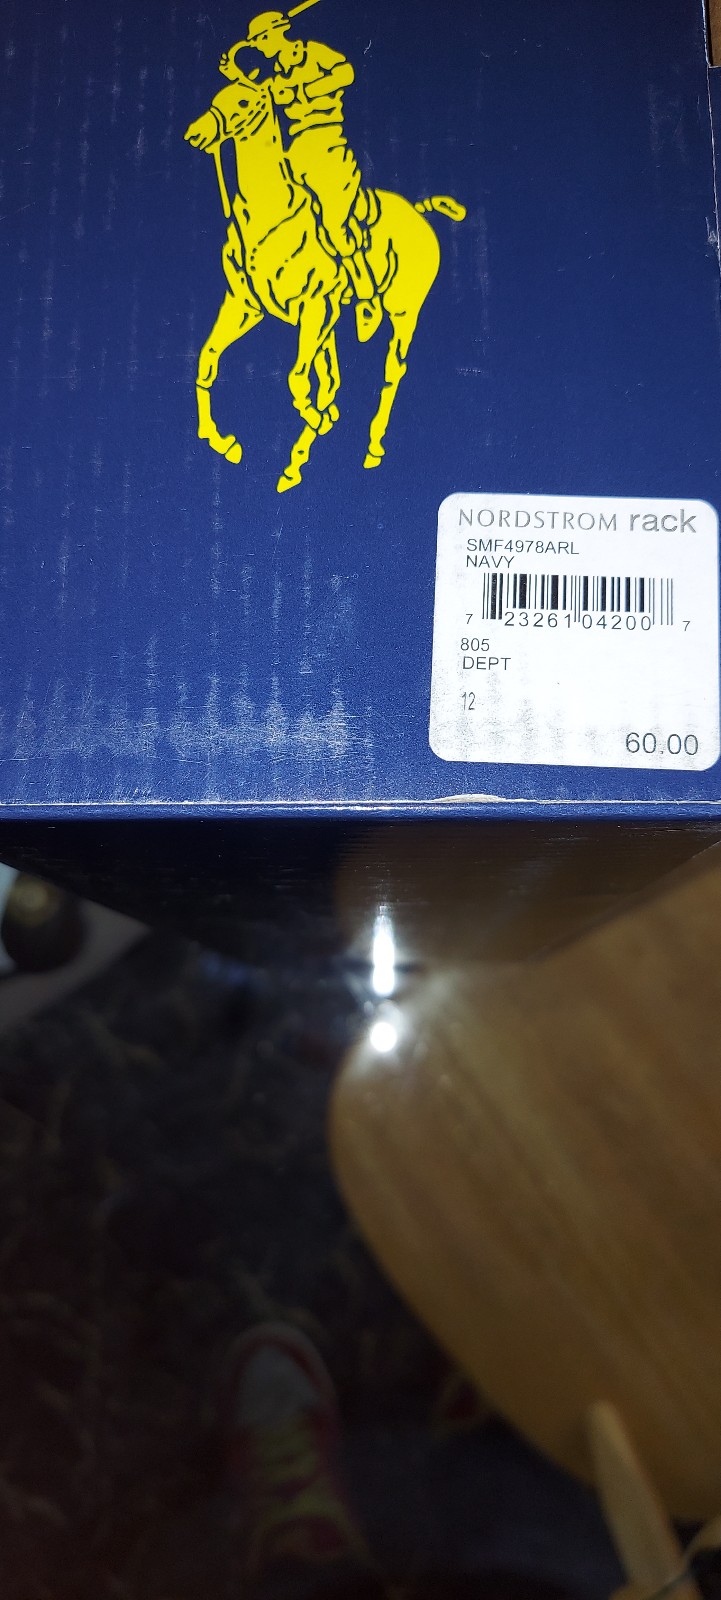 NORDSTROM rack
SMF4978ARL
NAVY
7 23261 04200 7
805
DEPT
12
60.00